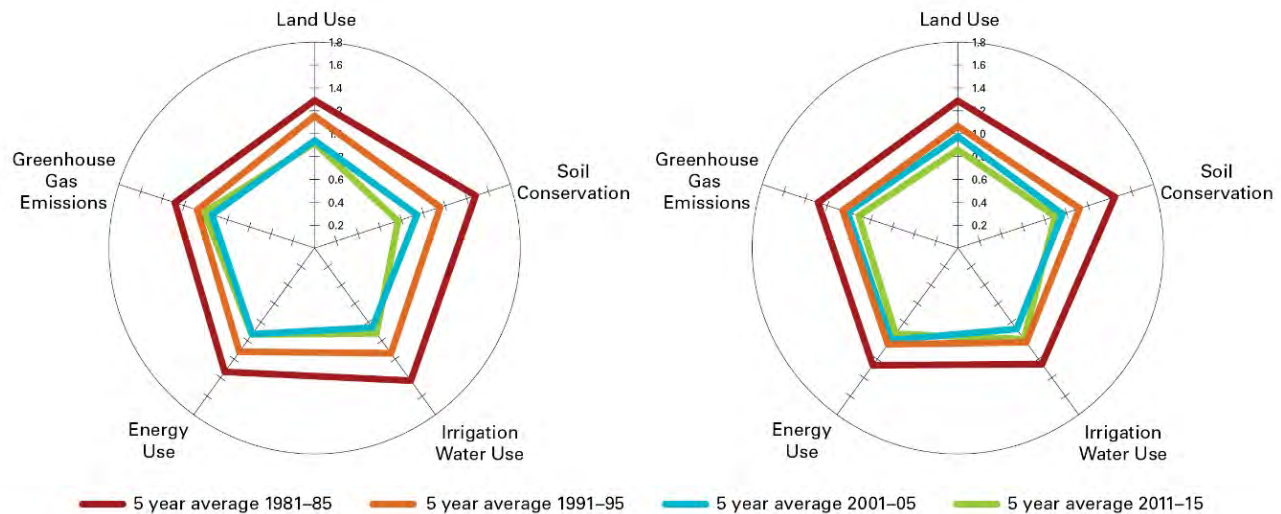 Land Use
1.8
1.6
1.4
1.0
0.6
0.4
0.2
Greenhouse
Gas
Emissions
Soil
Conservation
Energy
Use
Irrigation
Water Use
Land Use
1.8
1.6
1.4
1.0
0.6
0.4
0.2
Greenhouse
Gas
Emissions
Soil
Conservation
Energy
Use
Irrigation
Water Use
5 year average 1981–85
5 year average 1991–95
5 year average 2001–05
5 year average 2011–15